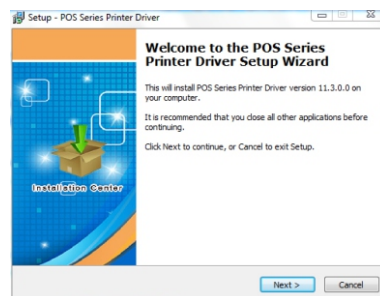 Setup - POS Series Printer Driver
Welcome to the POS Series
Printer Driver Setup Wizard
This will install POS Series Printer Driver version 11.3.0.0 on
your computer.
It is recommended that you close all other applications before
continuing.
Click Next to continue, or Cancel to exit Setup.
Installation Center
Next >
Cancel